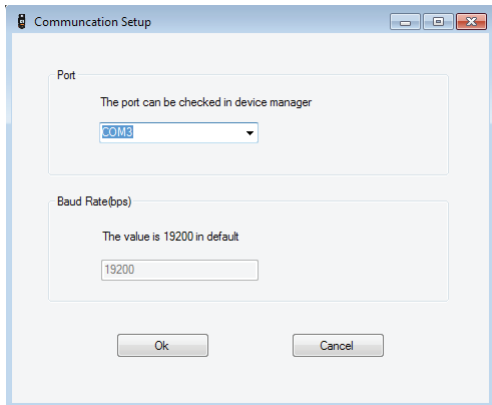 Communcation Setup
Port
The port can be checked in device manager
COM3
Baud Rate(bps)
The value is 19200 in default
19200
Ok
Cancel